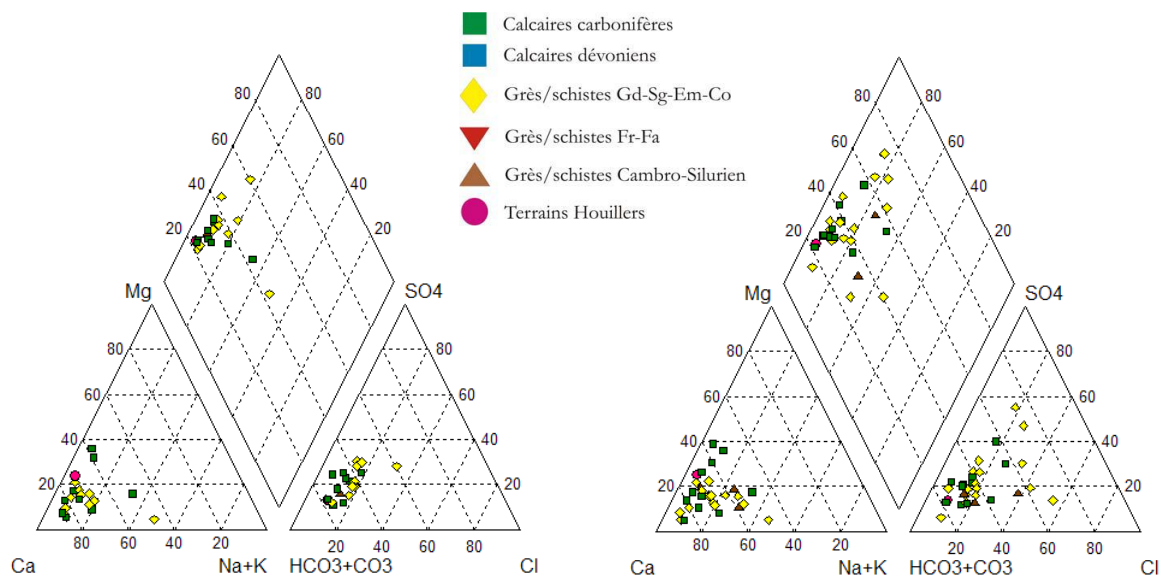 Calcaires carbonifères
Calcaires dévoniens
Grès/schistes Gd-Sg-Em-Co
Grès/schistes Fr-Fa
Grès/schistes Cambro-Silurien
Terrains Houillers
80 80
60 60
40 40
20 20
Mg SO4
80 80
60 60
40 40
20 20
80 60 40 20 20 40 60 80
Ca Na+K HCO3+CO3 Cl
80 80
60 60
40 40
20 20
Mg SO4
80 80
60 60
40 40
20 20
80 60 40 20 20 40 60 80
Ca Na+K HCO3+CO3 Cl